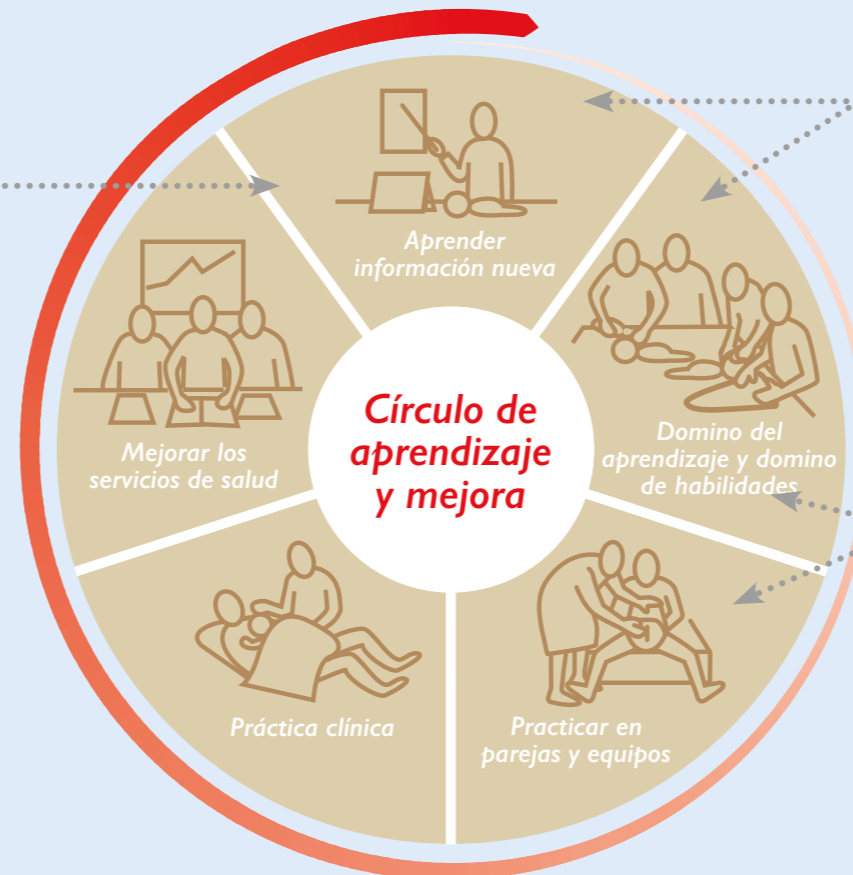 Círculo de
aprendizaje
y mejora
Aprender
información nueva
Domino del
aprendizaje y domino
de habilidades
Practicar en
parejas y equipos
Práctica clínica
Mejorar los
servicios de salud